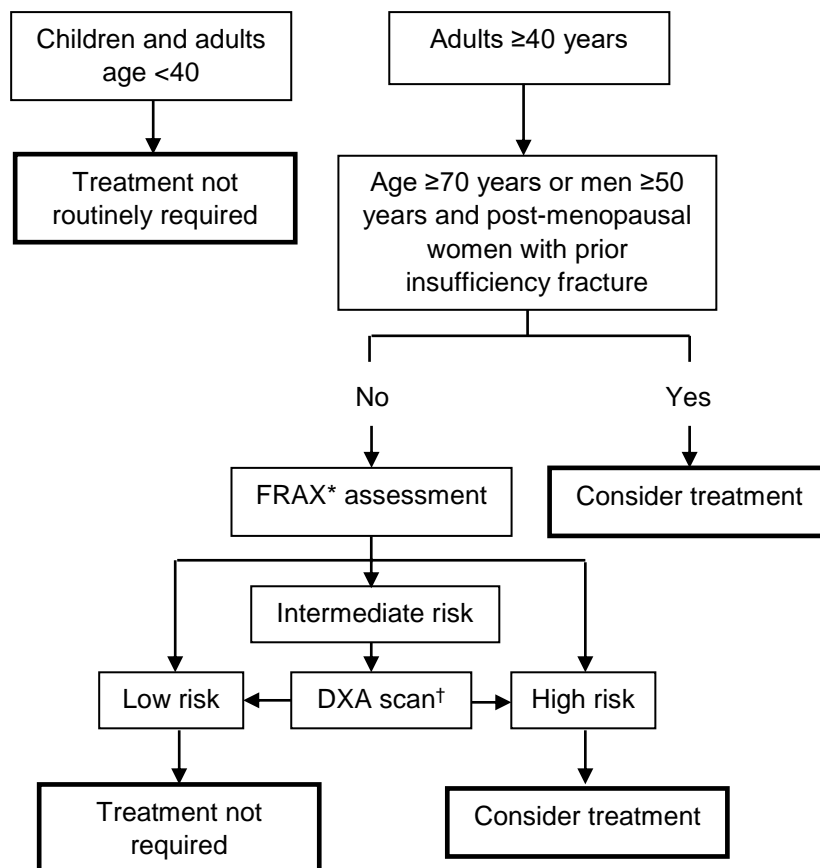 Children and adults
age <40
Adults ≥40 years
Treatment not
routinely required
Age ≥70 years or men ≥50
years and post-menopausal
women with prior
insufficiency fracture
No
Yes
FRAX* assessment
Consider treatment
Intermediate risk
Low risk
DXA scan†
High risk
Treatment not
required
Consider treatment